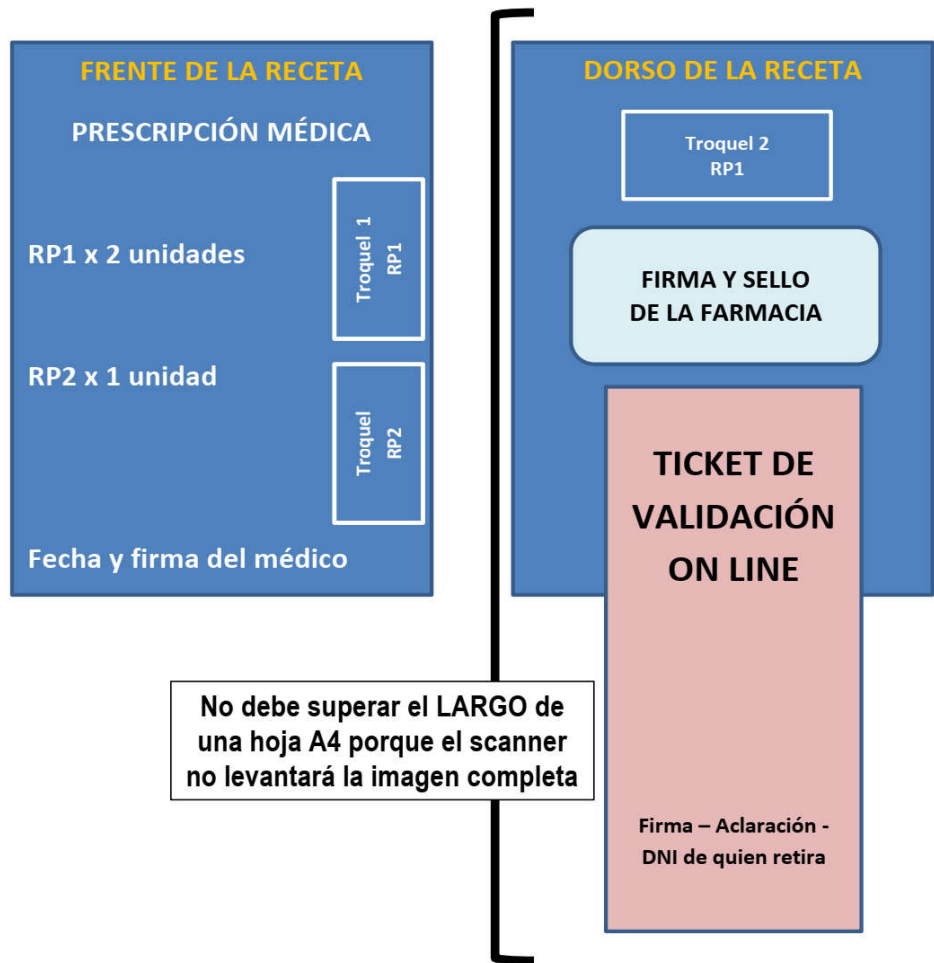 FRENTE DE LA RECETA
PRESCRIPCIÓN MÉDICA
RP1 x 2 unidades
Troquel 1
RP1
RP2 x 1 unidad
Troquel
RP2
Fecha y firma del médico
DORSO DE LA RECETA
Troquel 2
RP1
FIRMA Y SELLO
DE LA FARMACIA
TICKET DE
VALIDACIÓN
ON LINE
Firma – Aclaración -
DNI de quien retira
No debe superar el LARGO de
una hoja A4 porque el scanner
no levantará la imagen completa